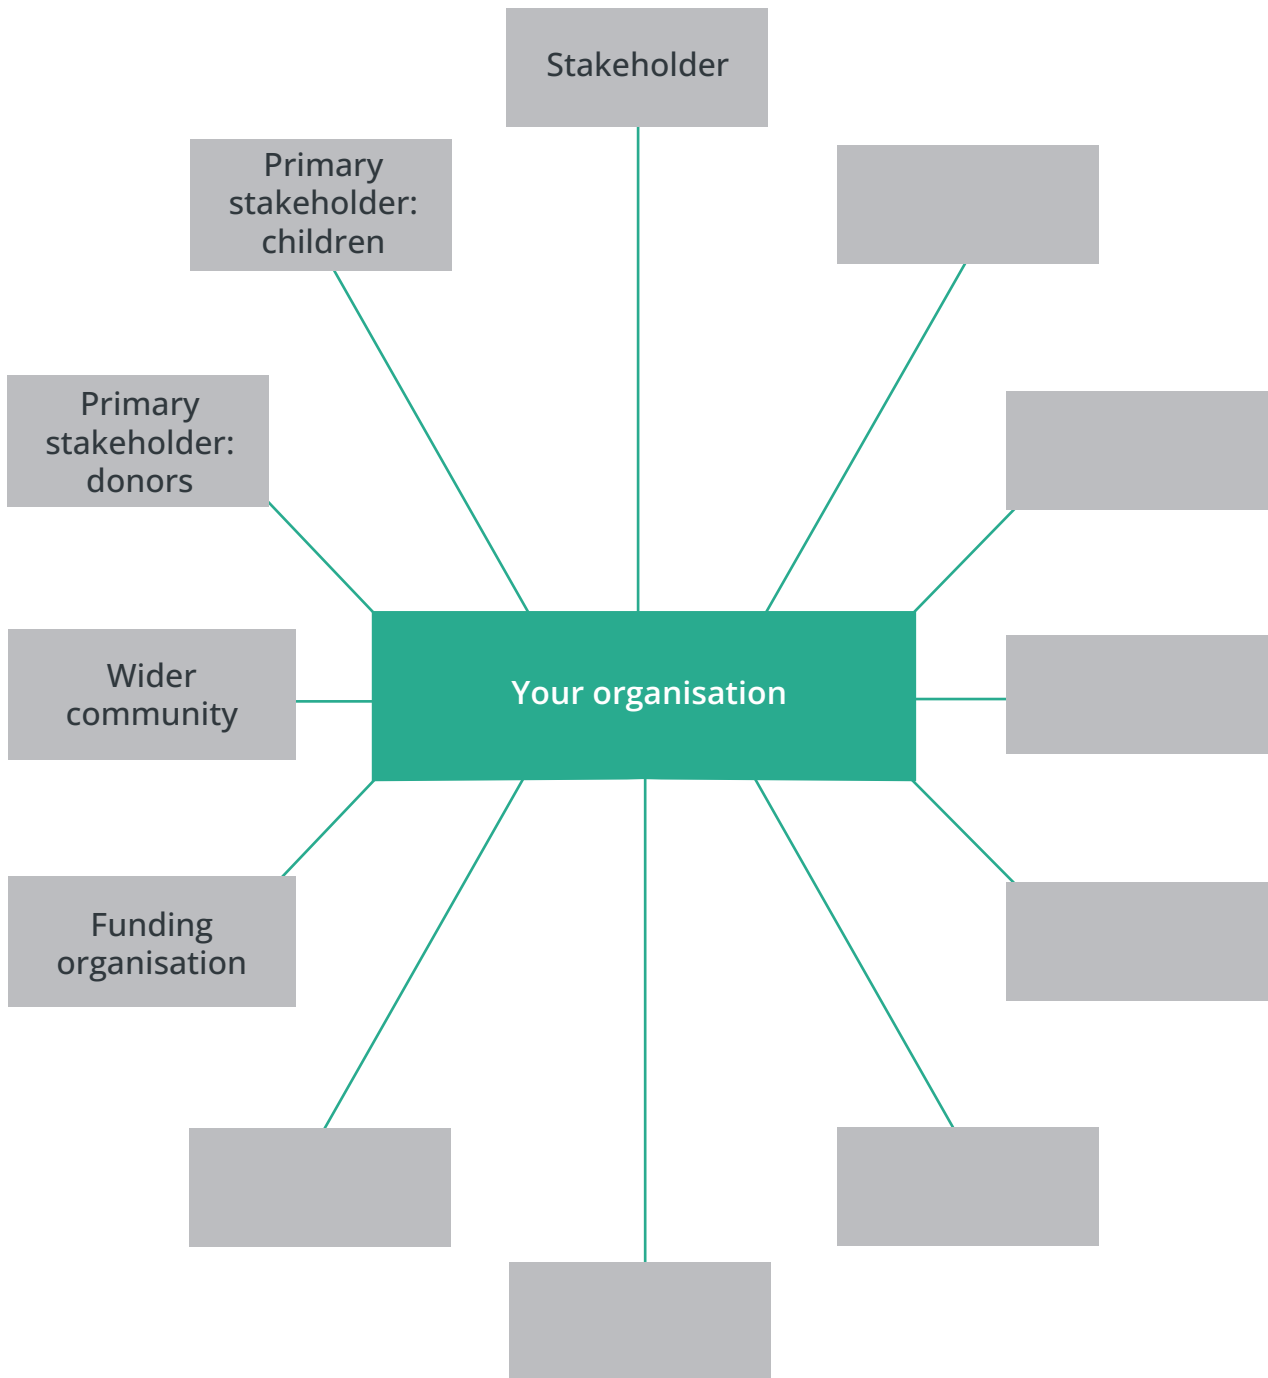 Stakeholder
Primary
stakeholder:
children
Primary
stakeholder:
donors
Wider
community
Your organisation
Funding
organisation